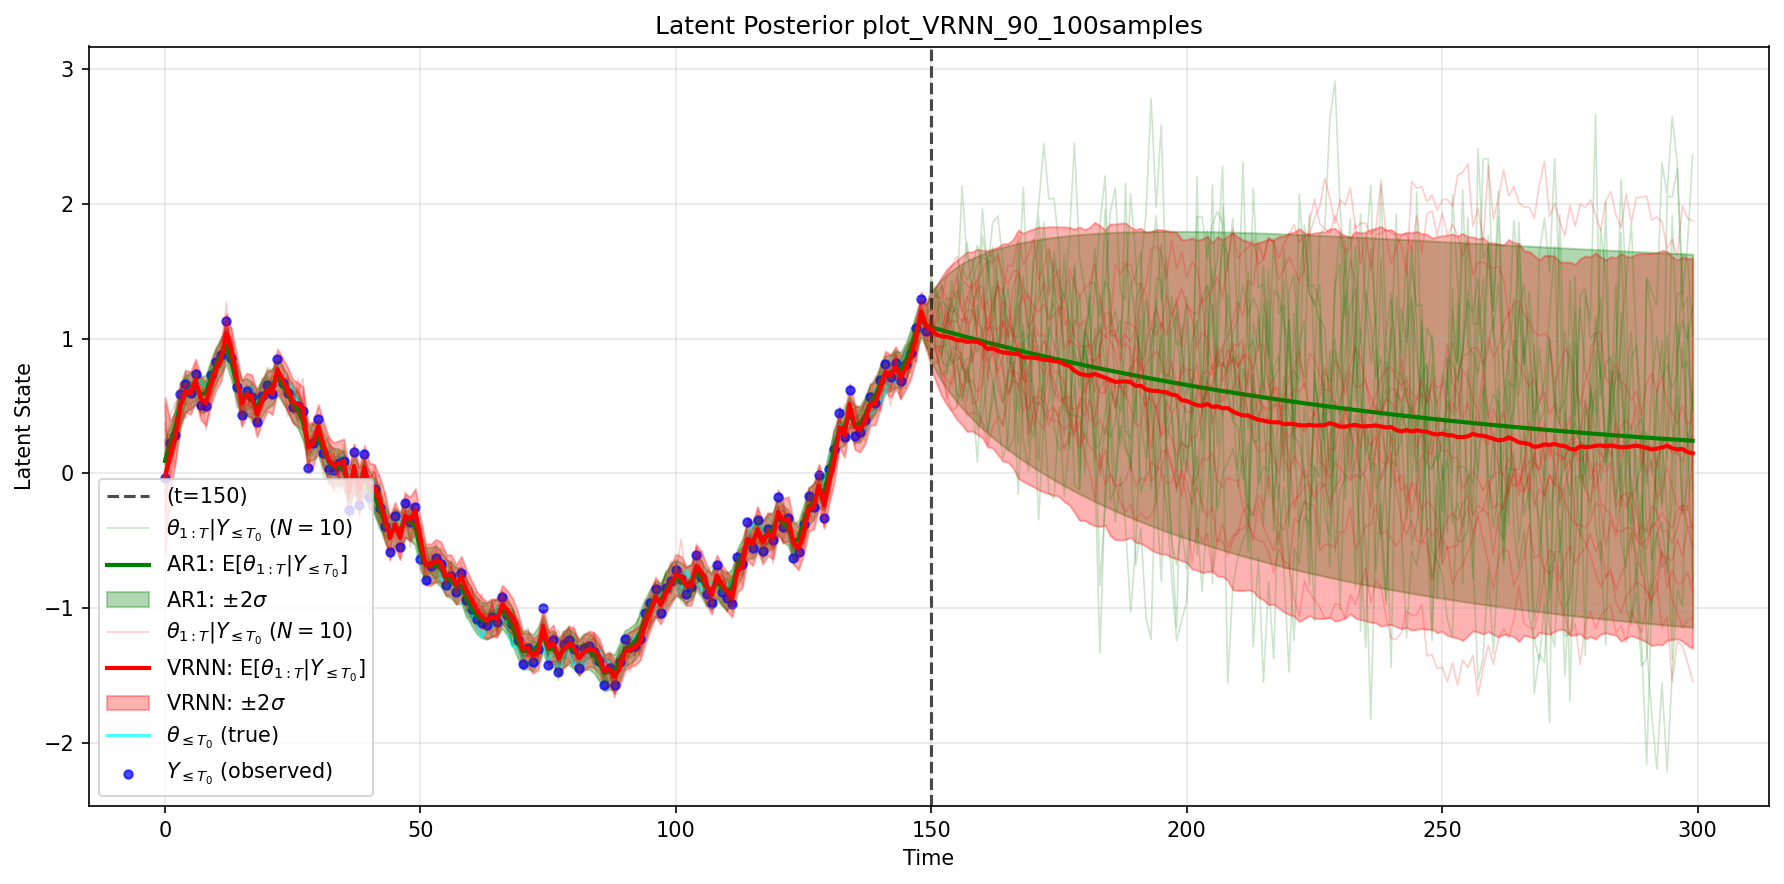 Latent Posterior plot_VRNN_90_100samples
Latent State
3
2
1
0
−1
−2
(t=150)
θ₁:T|Y≤T₀ (N = 10)
AR1: E[θ₁:T|Y≤T₀]
AR1: ±2σ
θ₁:T|Y≤T₀ (N = 10)
VRNN: E[θ₁:T|Y≤T₀]
VRNN: ±2σ
θ≤T₀ (true)
Y≤T₀ (observed)
0 50 100 150 200 250 300
Time